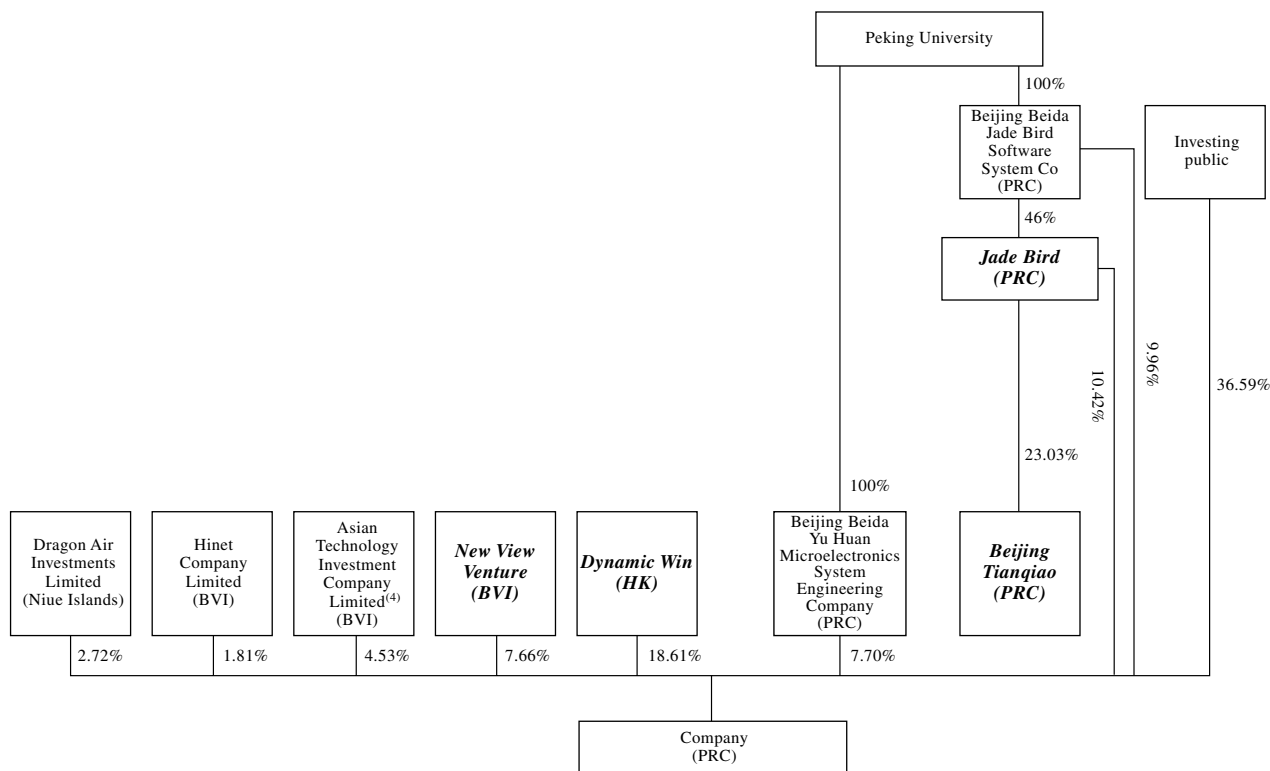 Peking University
100%
Beijing Beida
Jade Bird
Software
System Co
(PRC)
Investing
public
46%
Jade Bird
(PRC)
9.96%
10.42%
36.59%
23.03%
100%
Dragon Air
Investments
Limited
(Niue Islands)
Hinet
Company
Limited
(BVI)
Asian
Technology
Investment
Company
Limited(4)
(BVI)
New View
Venture
(BVI)
Dynamic Win
(HK)
Beijing Beida
Yu Huan
Microelectronics
System
Engineering
Company
(PRC)
Beijing
Tianqiao
(PRC)
2.72%
1.81%
4.53%
7.66%
18.61%
7.70%
Company
(PRC)